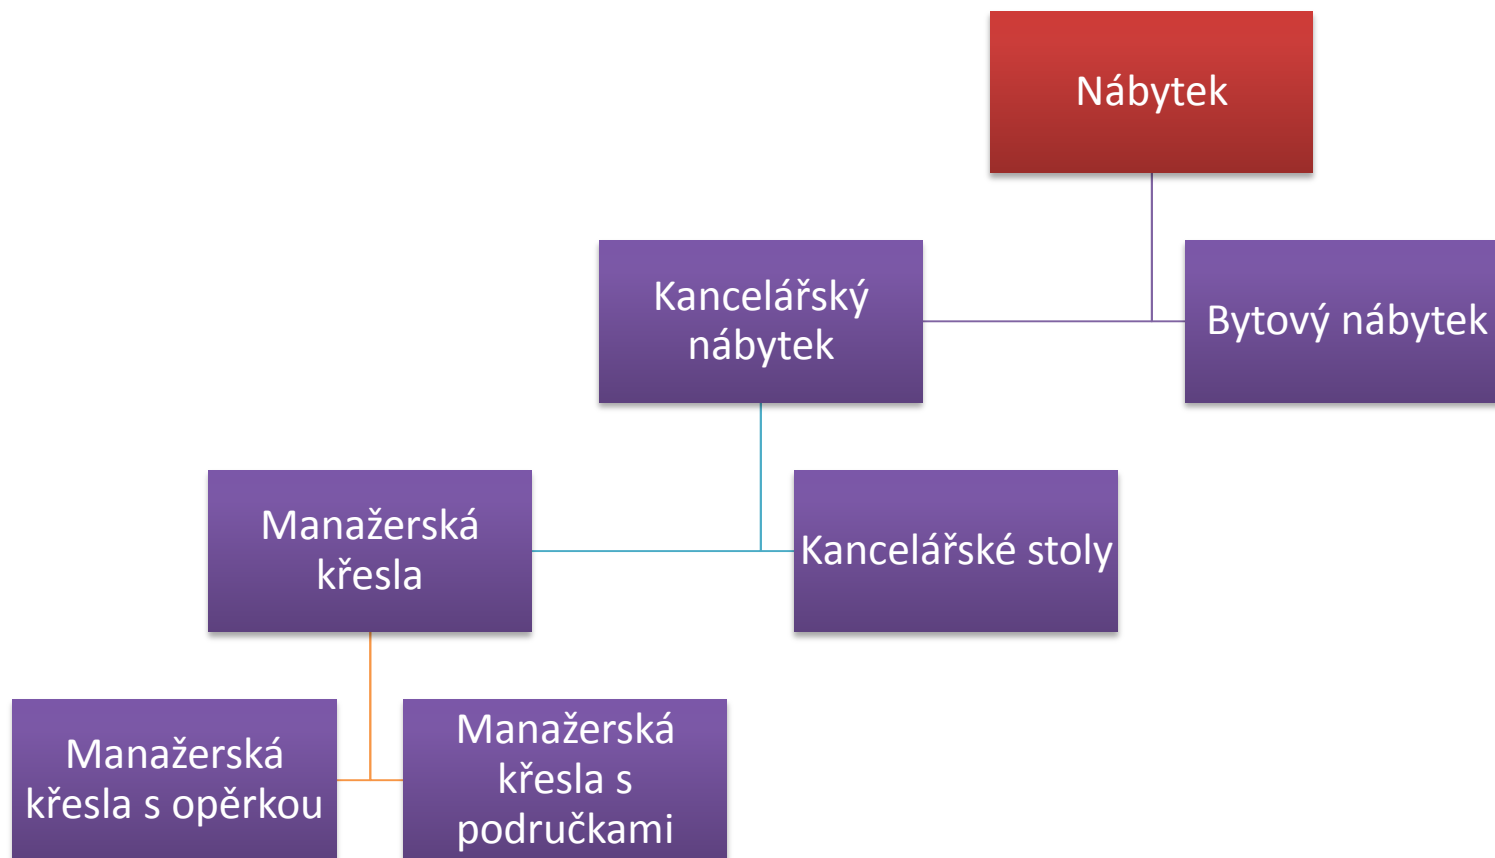 Nábytek
Kancelářský
nábytek
Bytový nábytek
Manažerská
křesla
Kancelářské stoly
Manažerská
křesla s opěrkou
Manažerská
křesla s
područkami